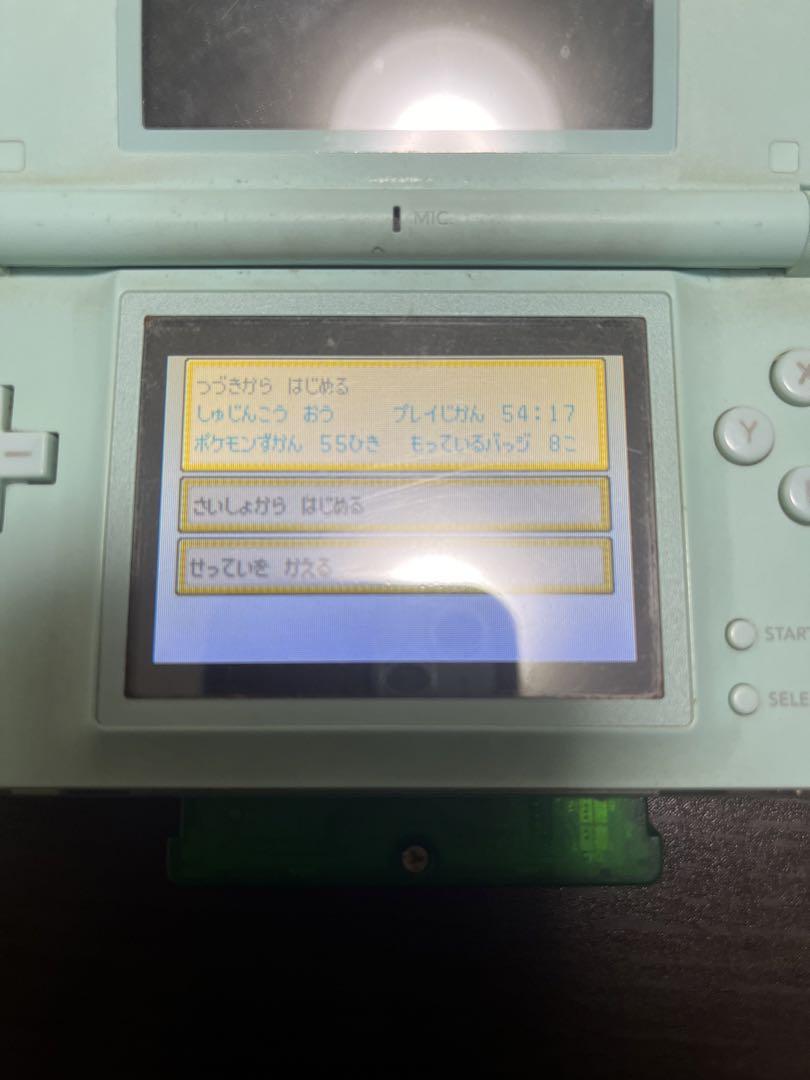 MIC.
つづきから はじめる
しゅじんこう おう プレイじかん 54:17
ポケモンずかん 55ひき もっているバッジ 8こ
さいしょから はじめる
せっていを かえる
X
Y
START
SELE